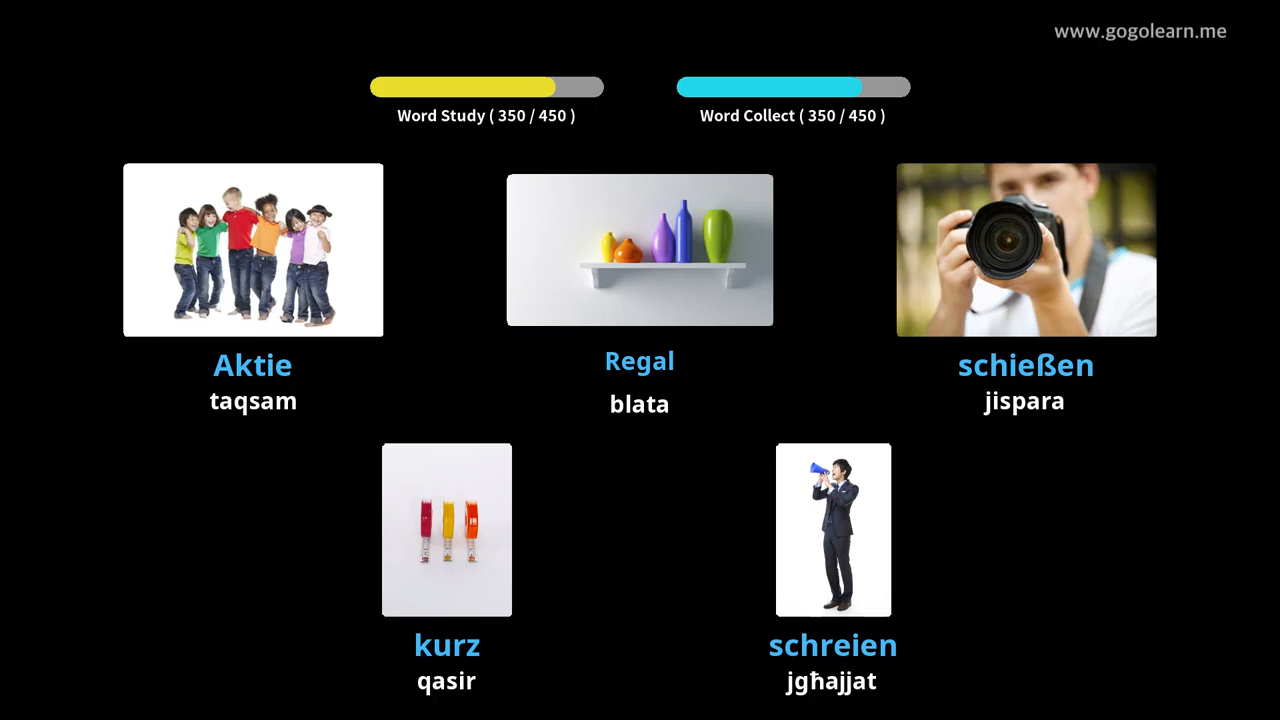 www.gogolearn.me
Word Study ( 350 / 450 )
Word Collect ( 350 / 450 )
Aktie
taqsam
Regal
blata
schießen
jispara
kurz
qasir
schreien
jgħajjat